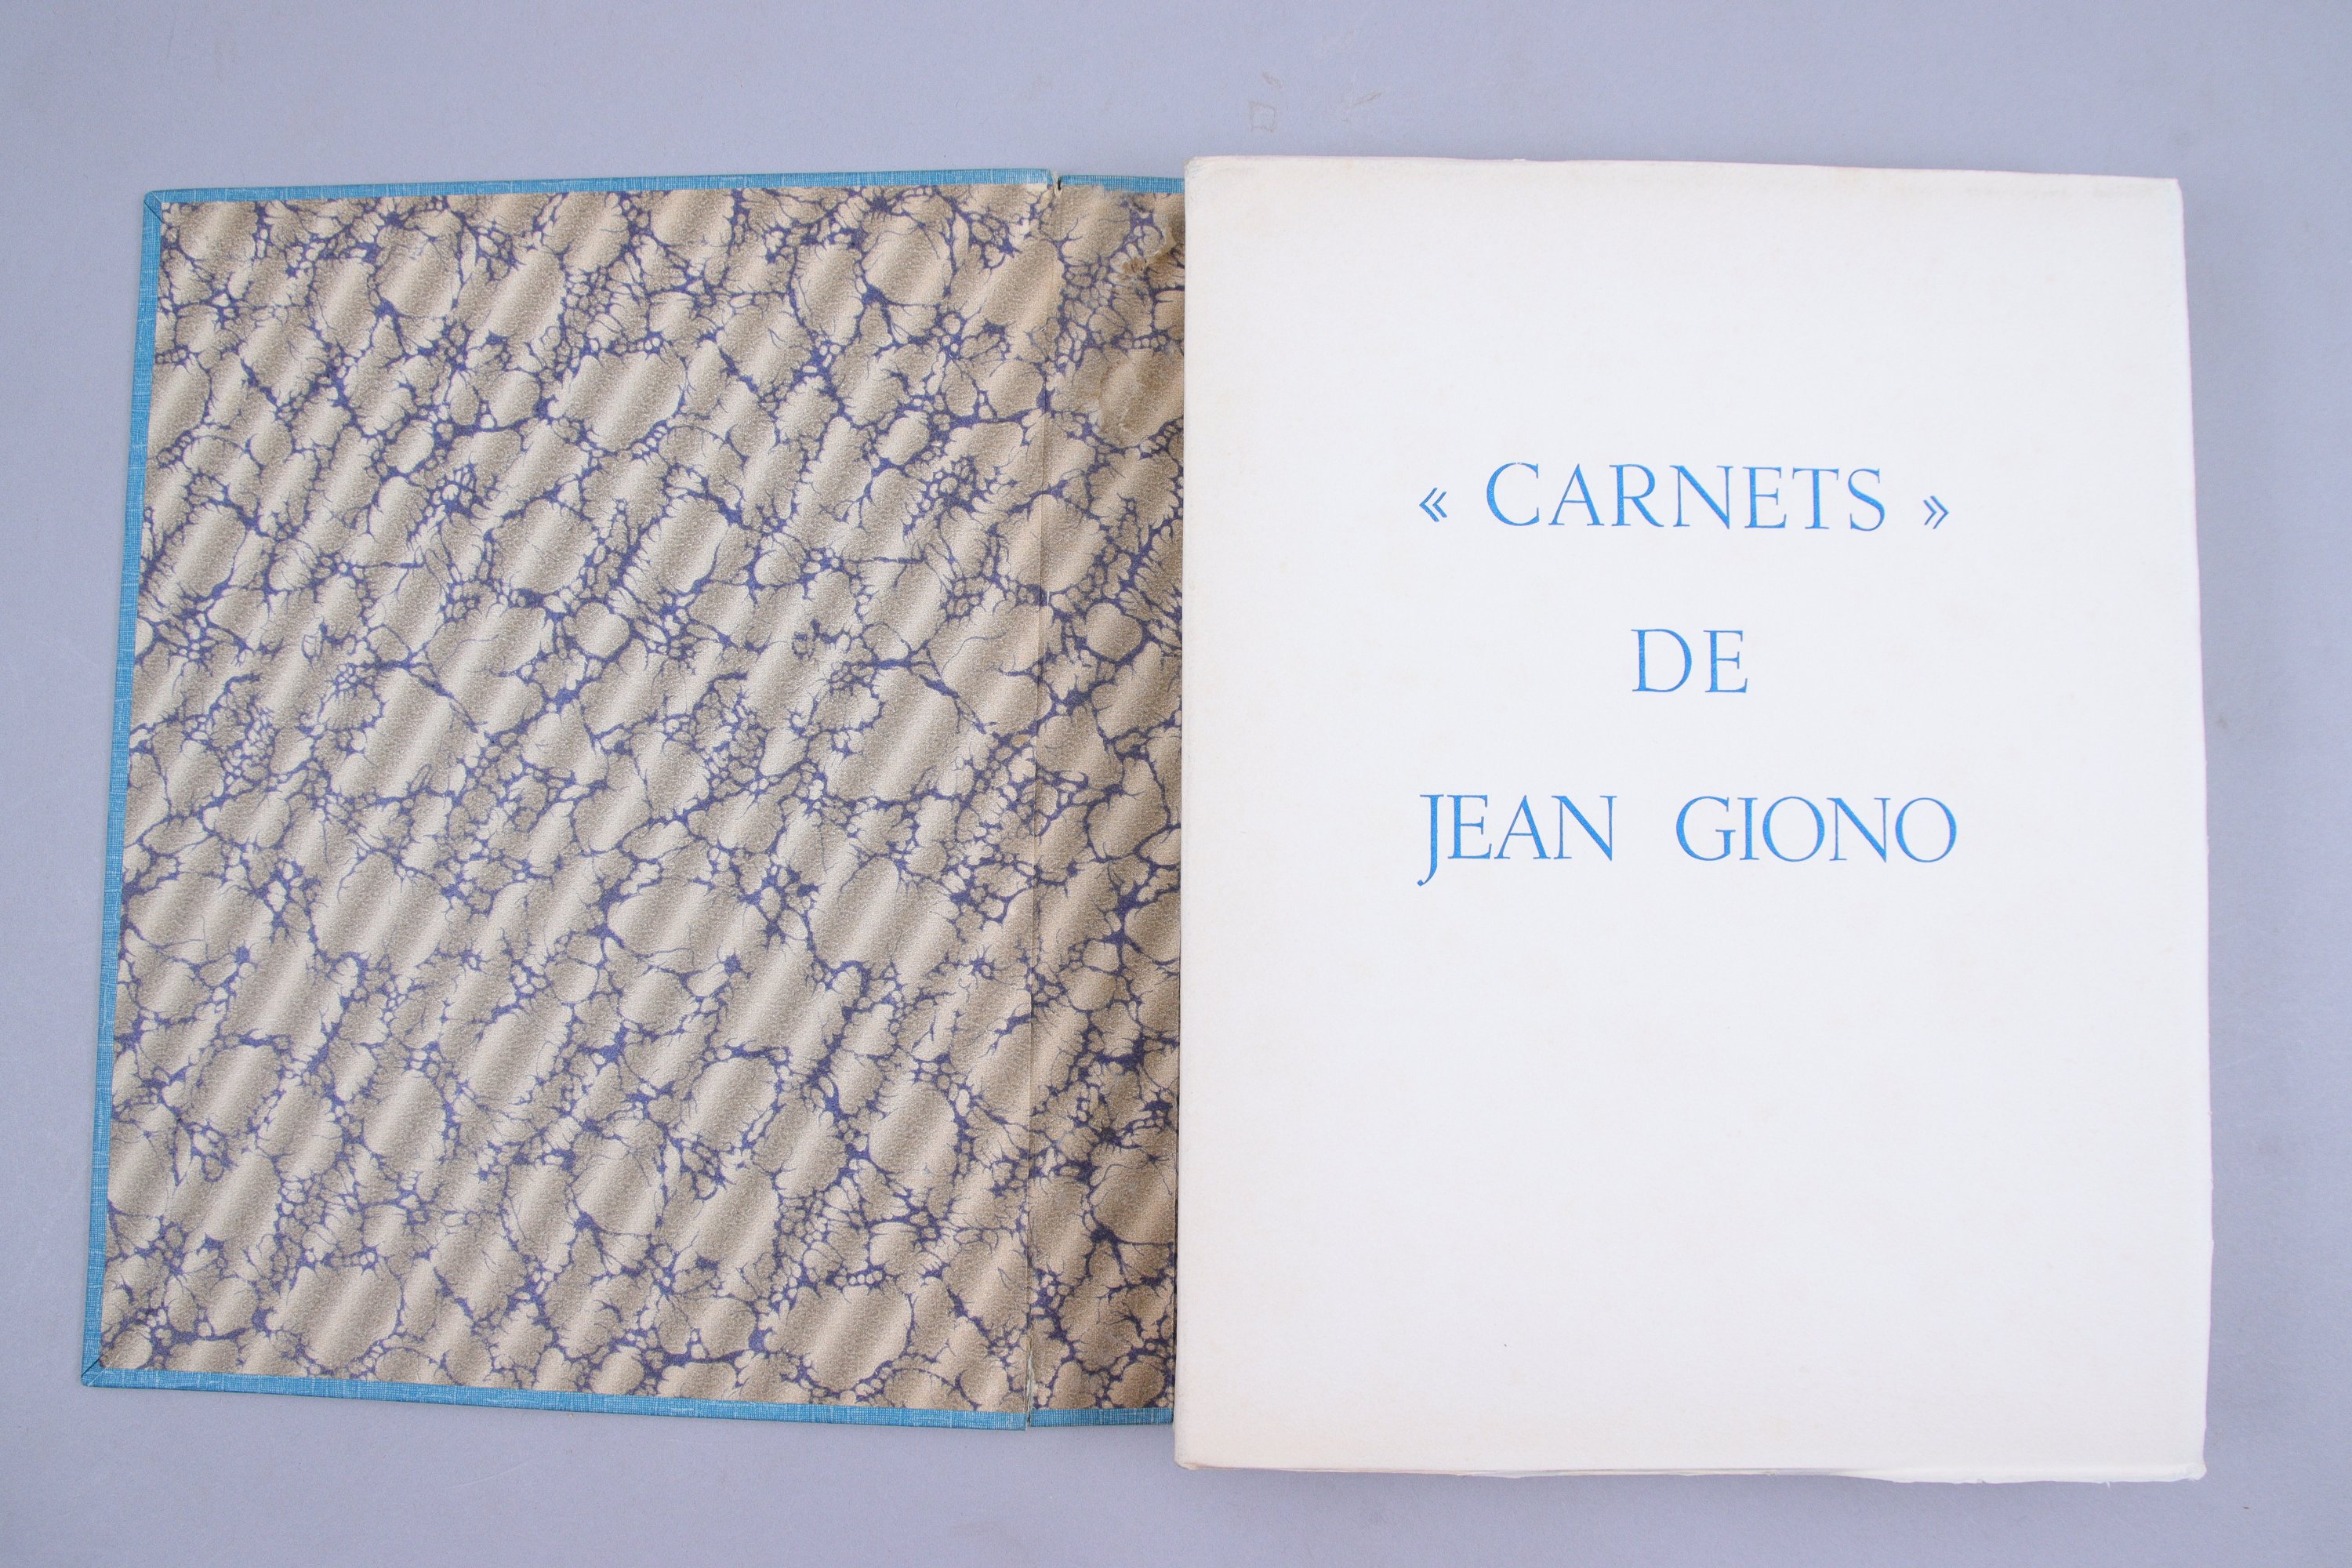 « CARNETS »
DE
JEAN GIONO